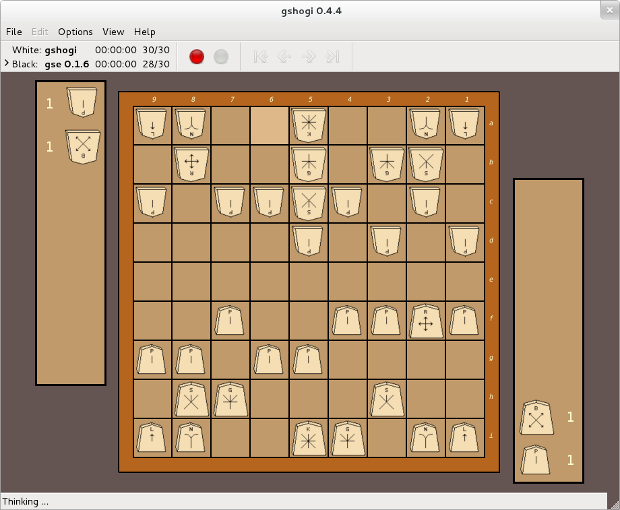 gshogi 0.4.4
File Edit Options View Help
White: gshogi 00:00:00 30/30
Black: gse 0.1.6 00:00:00 28/30
9 8 7 6 5 4 3 2 1
1 P
1 B
L N K N L a
R G G S b
P P P S P P c
P P P d
e
P P P R P f
P P P P g
S G S h
L N K G N L i
B 1
P 1
Thinking ...